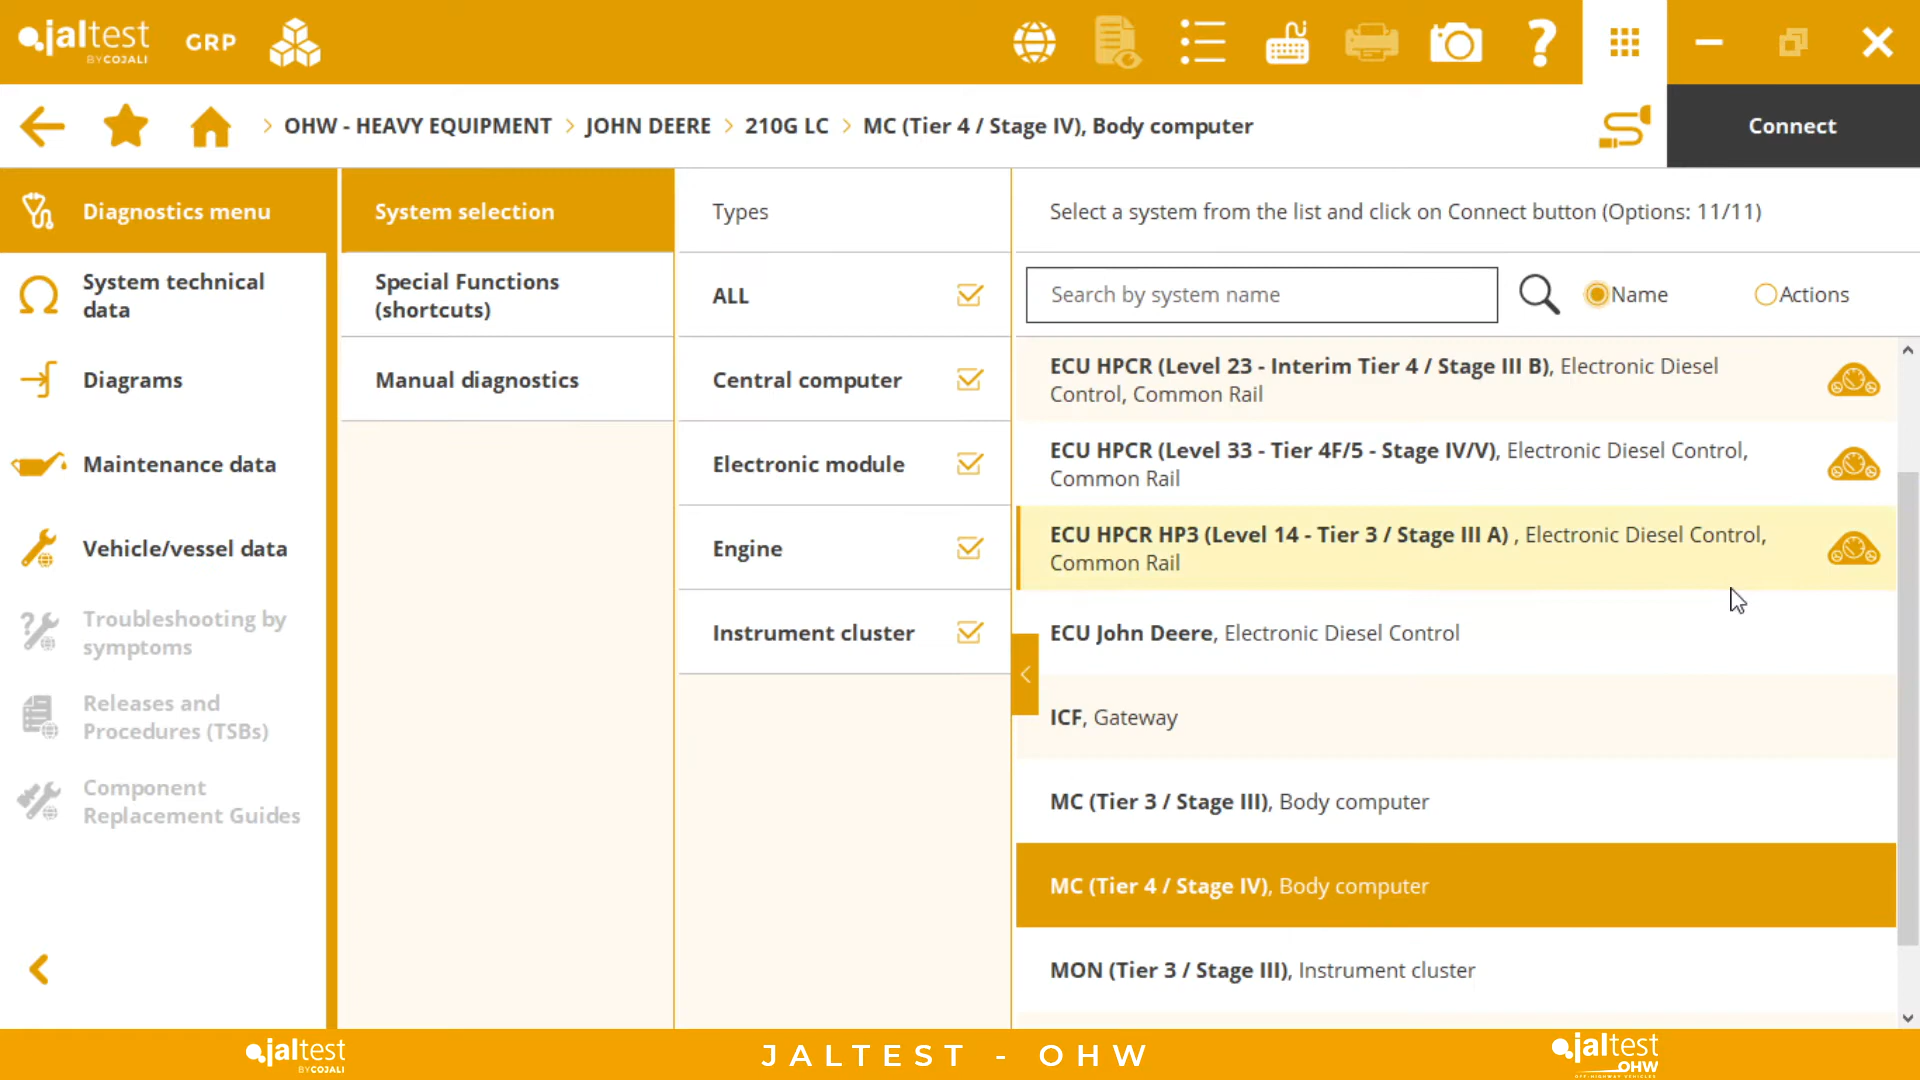 jaltest
BY COJALI
GRP
OHW - HEAVY EQUIPMENT > JOHN DEERE > 210G LC > MC (Tier 4 / Stage IV), Body computer
Connect
Diagnostics menu
System technical
data
Diagrams
Maintenance data
Vehicle/vessel data
Troubleshooting by
symptoms
Releases and
Procedures (TSBs)
Component
Replacement Guides
System selection
Special Functions
(shortcuts)
Manual diagnostics
Types
ALL
Central computer
Electronic module
Engine
Instrument cluster
Select a system from the list and click on Connect button (Options: 11/11)
Search by system name
Name
Actions
ECU HPCR (Level 23 - Interim Tier 4 / Stage III B), Electronic Diesel
Control, Common Rail
ECU HPCR (Level 33 - Tier 4F/5 - Stage IV/V), Electronic Diesel Control,
Common Rail
ECU HPCR HP3 (Level 14 - Tier 3 / Stage III A) , Electronic Diesel Control,
Common Rail
ECU John Deere, Electronic Diesel Control
ICF, Gateway
MC (Tier 3 / Stage III), Body computer
MC (Tier 4 / Stage IV), Body computer
MON (Tier 3 / Stage III), Instrument cluster
jaltest
BY COJALI
JALTEST - OHW
jaltest
OHW
OFF-HIGHWAY VEHICLES